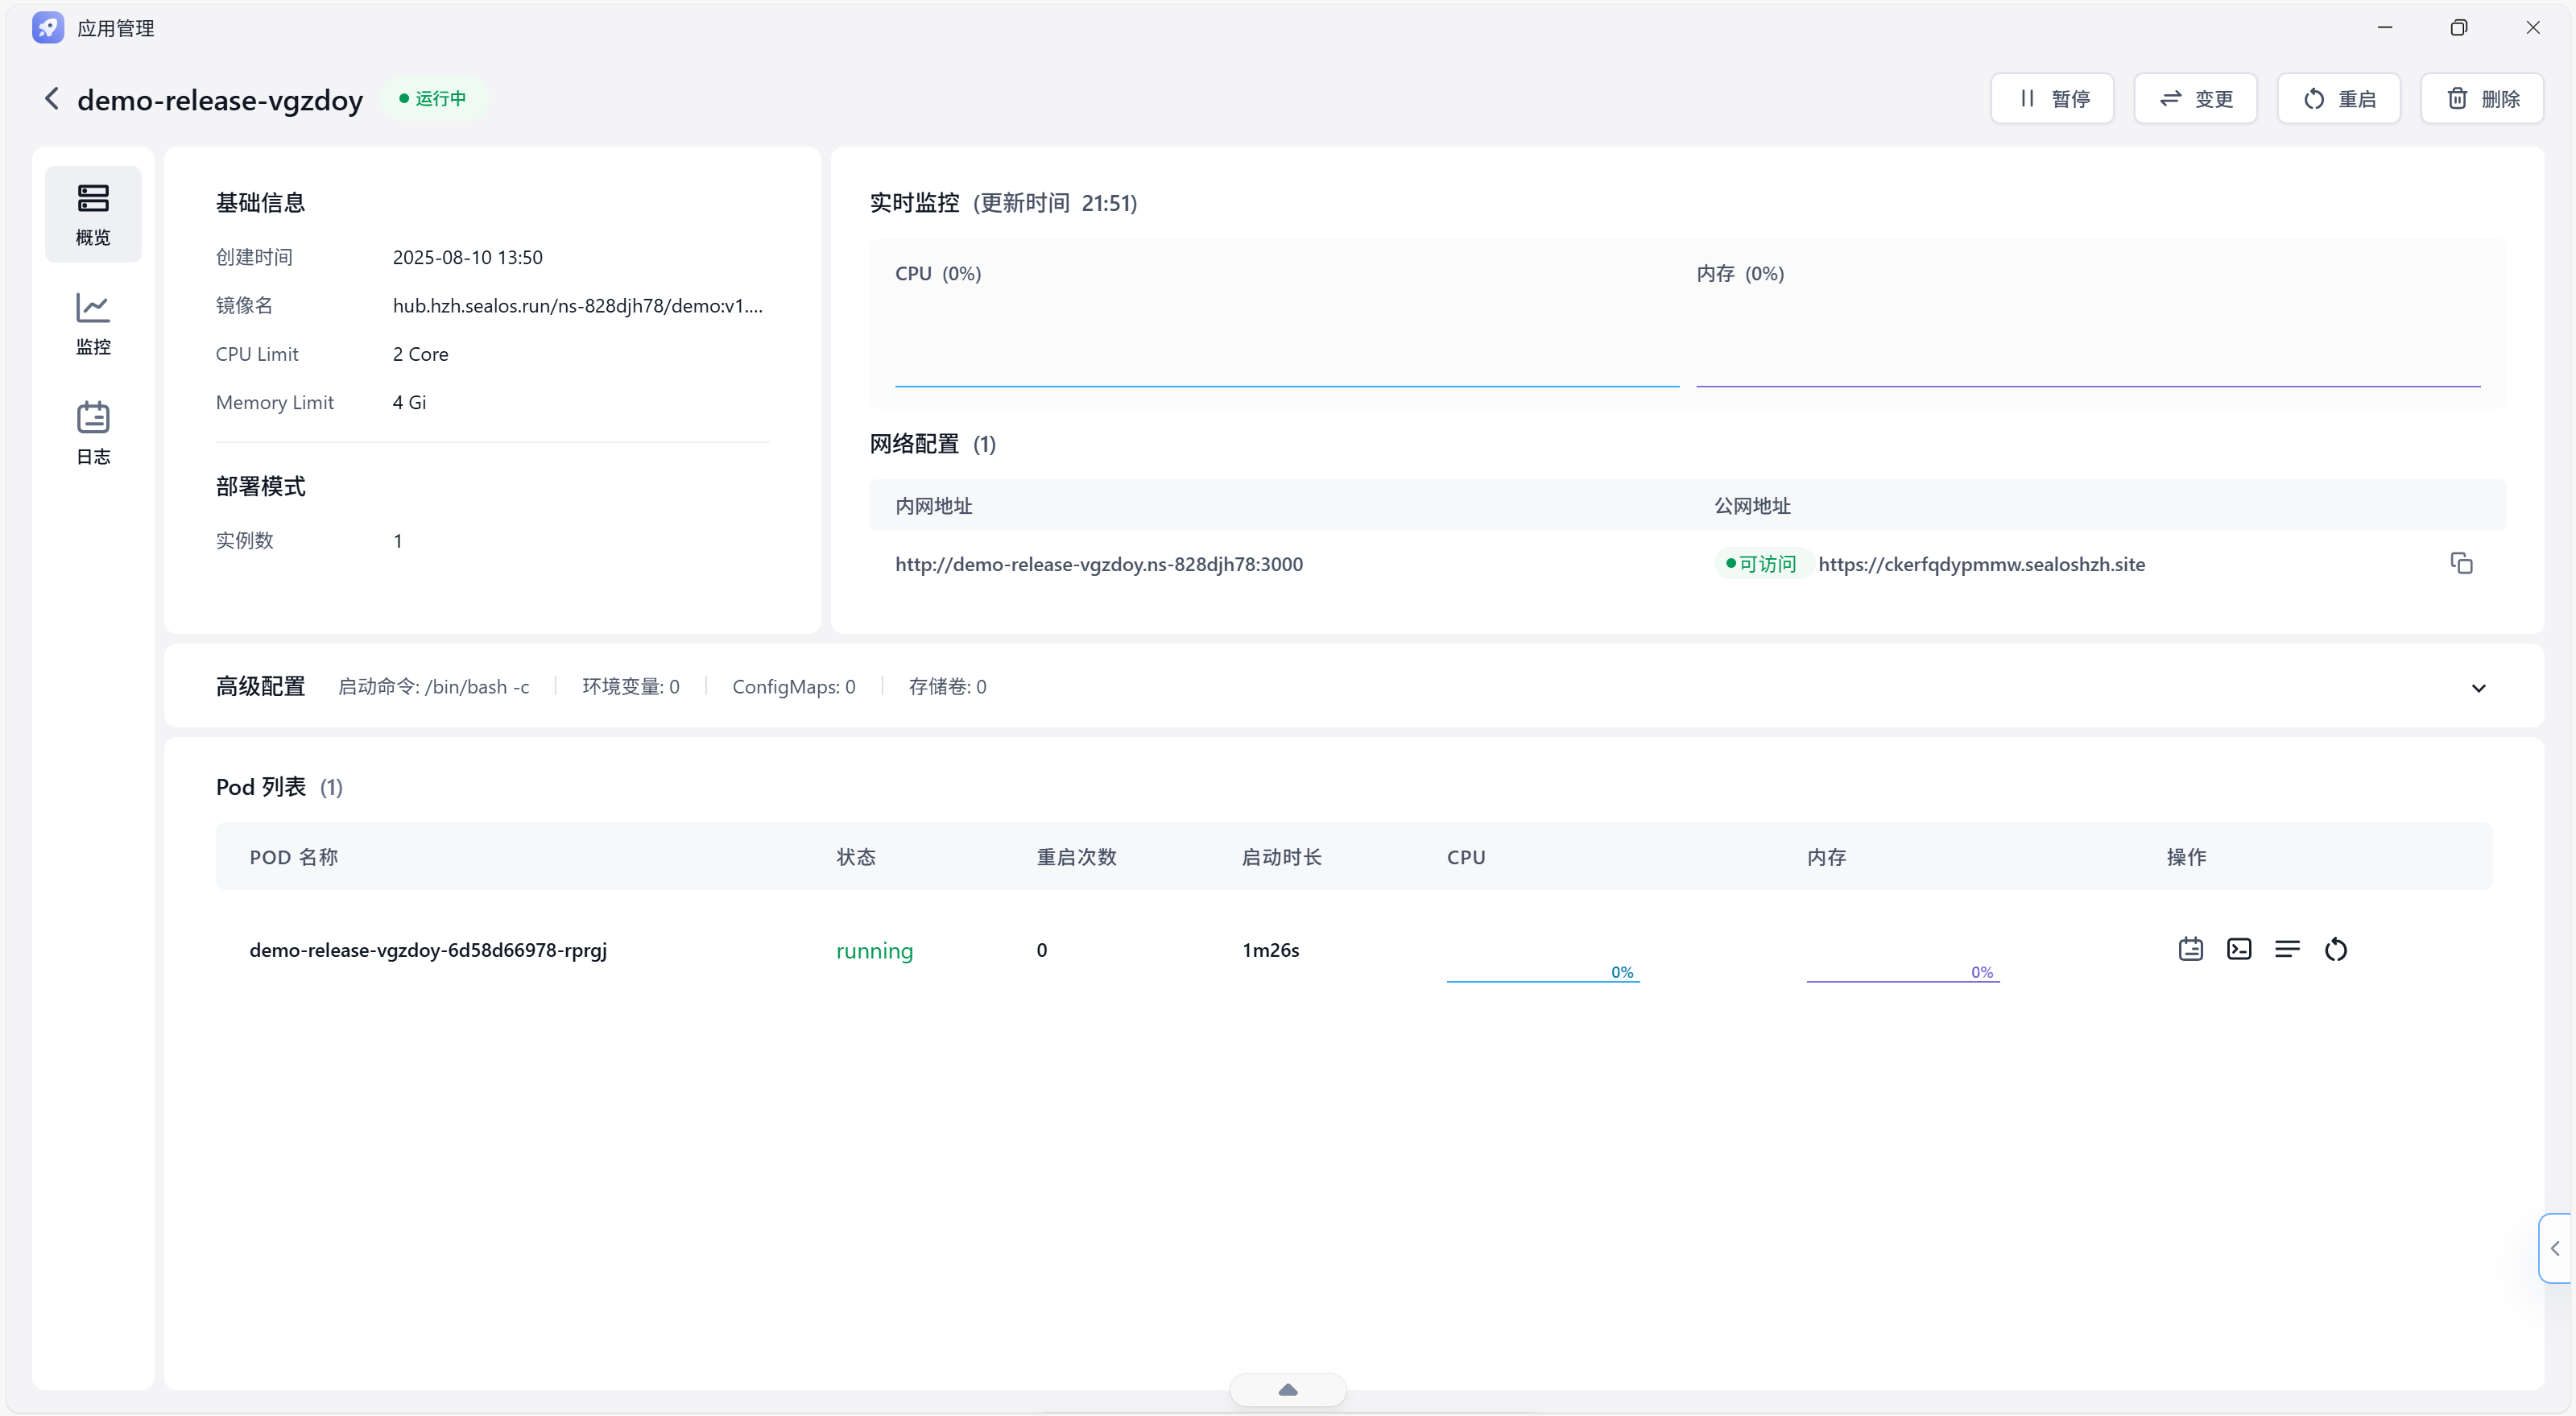 应用管理
demo-release-vgzdoy
运行中
暂停
变更
重启
删除
概览
监控
日志
基础信息
创建时间 2025-08-10 13:50
镜像名 hub.hzh.sealos.run/ns-828djh78/demo:v1....
CPU Limit 2 Core
Memory Limit 4 Gi
部署模式
实例数 1
实时监控 (更新时间 21:51)
CPU (0%)
内存 (0%)
网络配置 (1)
内网地址 公网地址
http://demo-release-vgzdoy.ns-828djh78:3000 可访问 https://ckerfqdypmmw.sealoshzh.site
高级配置 启动命令: /bin/bash -c 环境变量: 0 ConfigMaps: 0 存储卷: 0
Pod 列表 (1)
POD 名称 状态 重启次数 启动时长 CPU 内存 操作
demo-release-vgzdoy-6d58d66978-rprgj running 0 1m26s 0% 0%